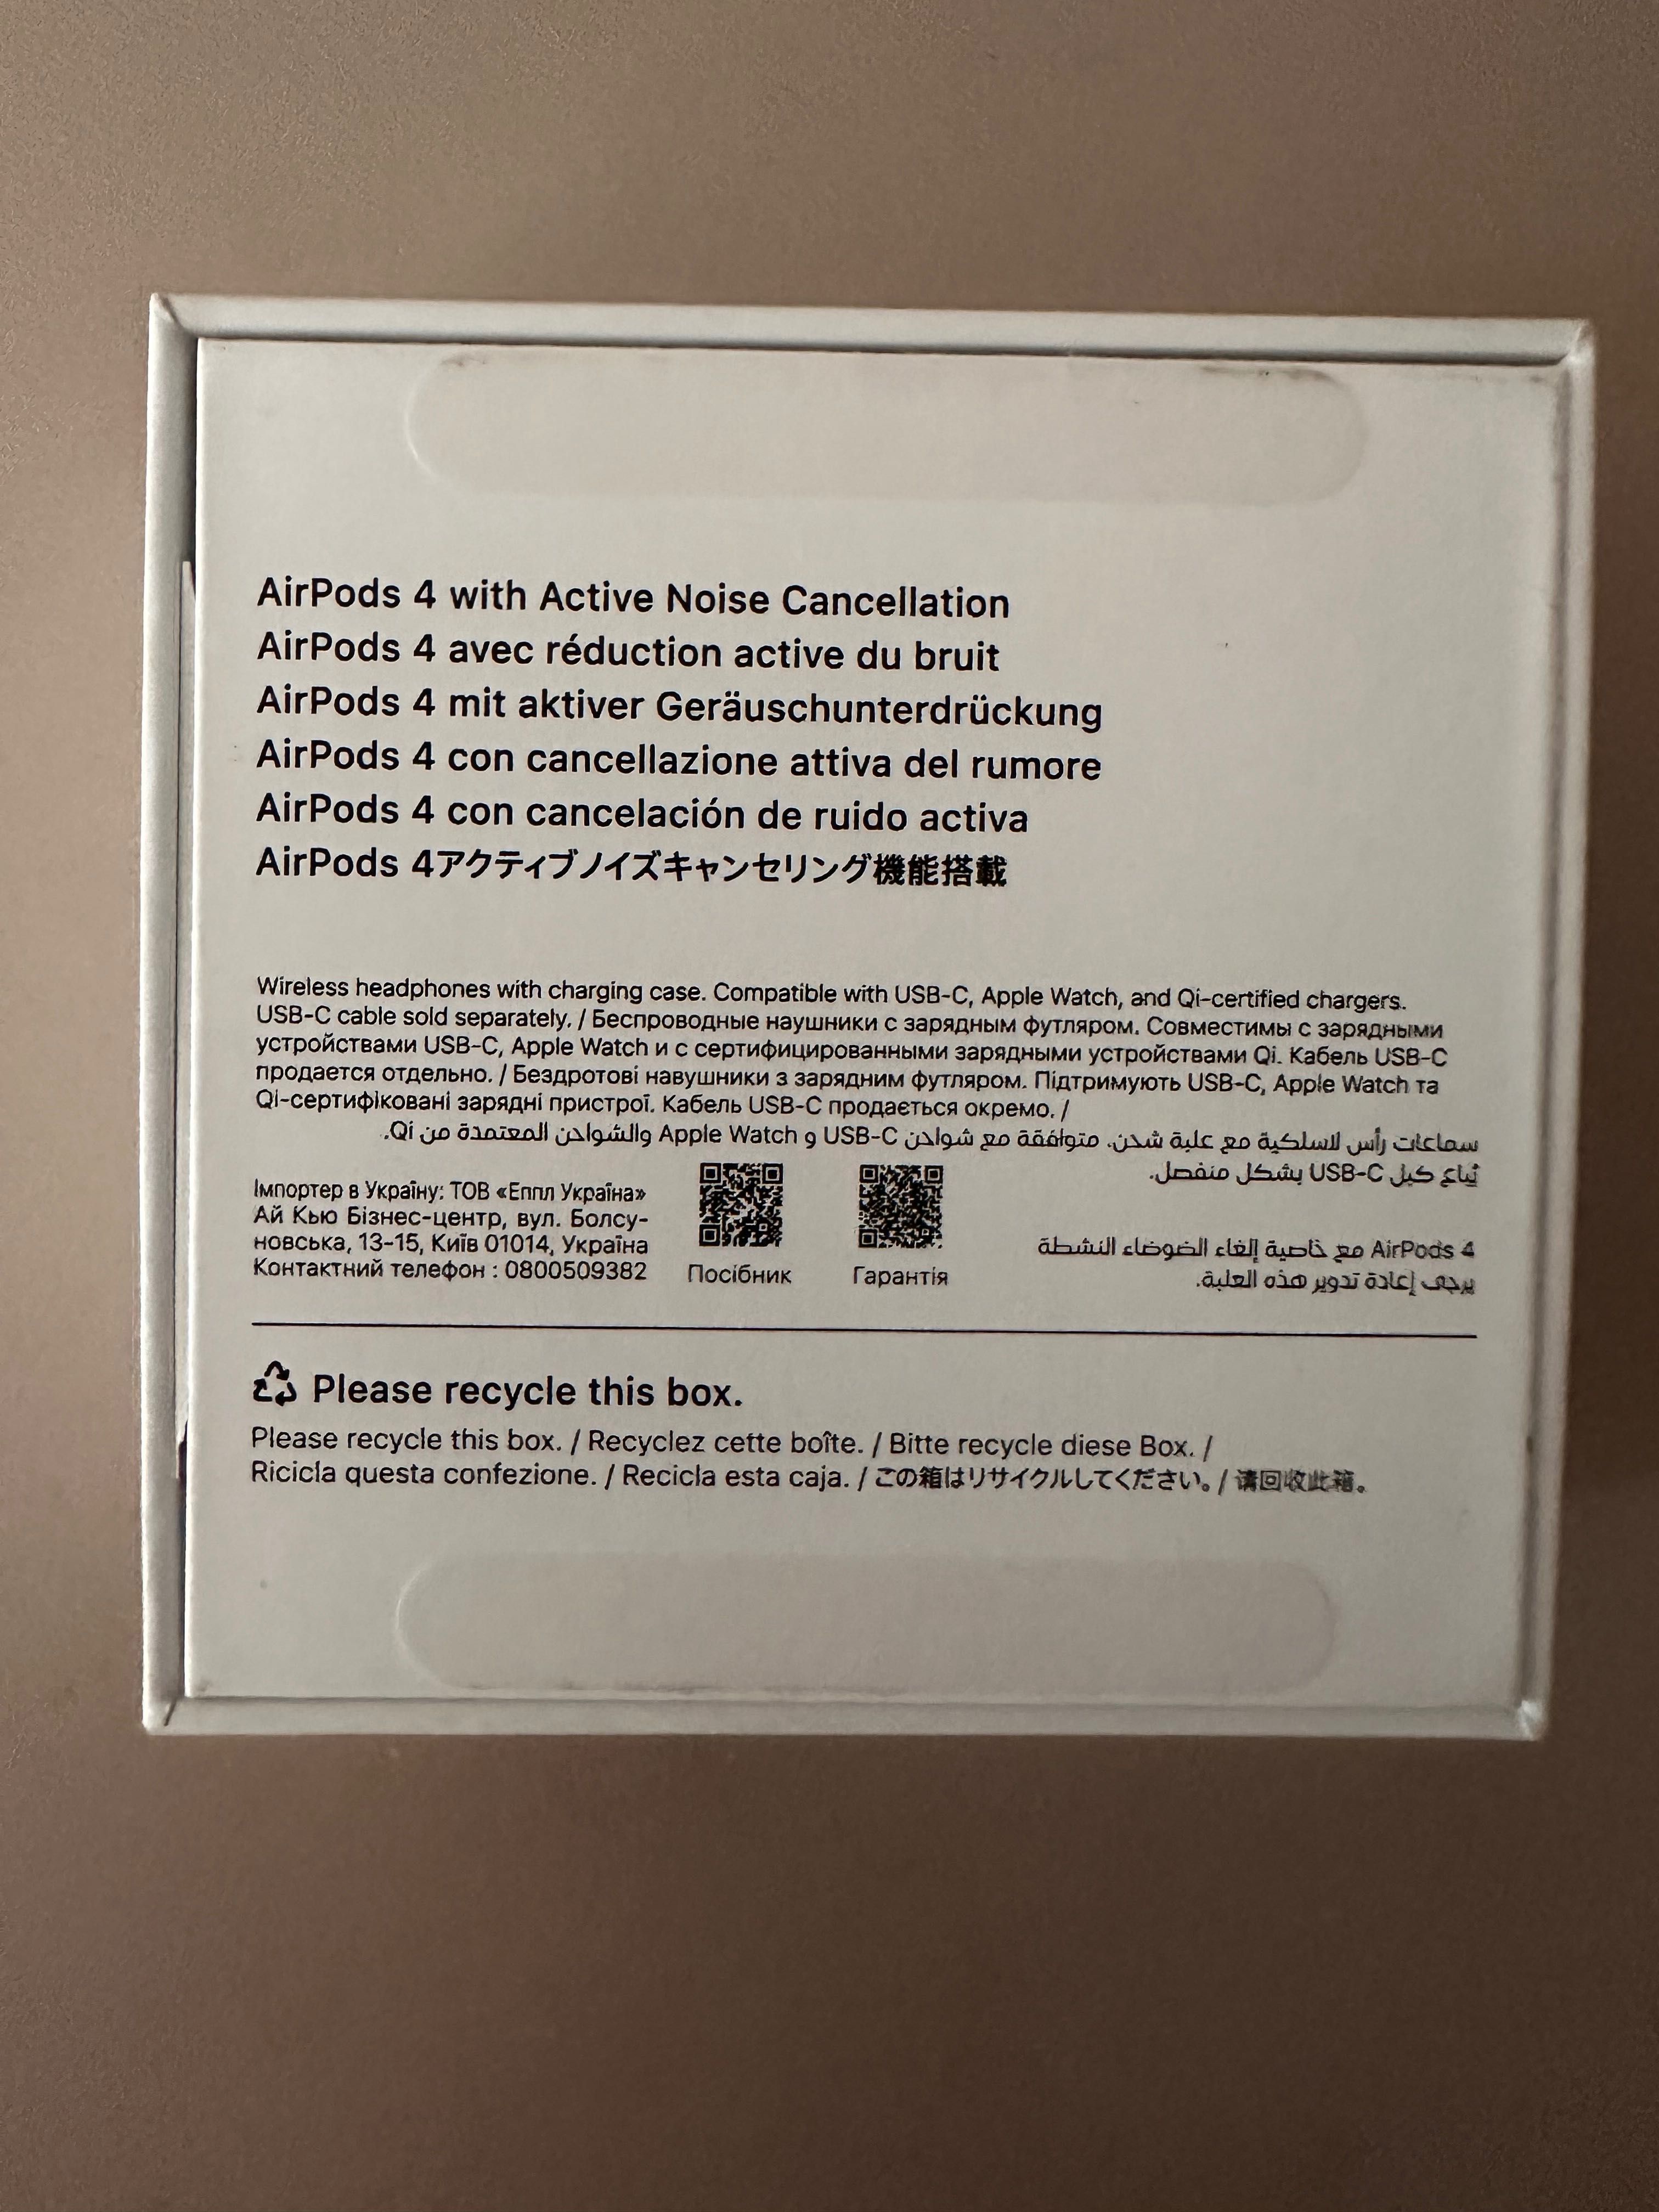 AirPods 4 with Active Noise Cancellation
AirPods 4 avec réduction active du bruit
AirPods 4 mit aktiver Geräuschunterdrückung
AirPods 4 con cancellazione attiva del rumore
AirPods 4 con cancelación de ruido activa
AirPods 4アクティブノイズキャンセリング機能搭載
Wireless headphones with charging case. Compatible with USB-C, Apple Watch, and Qi-certified chargers.
USB-C cable sold separately. / Беспроводные наушники с зарядным футляром. Совместимы с зарядными
устройствами USB-C, Apple Watch и с сертифицированными зарядными устройствами Qi. Кабель USB-C
продается отдельно. / Бездротові навушники з зарядним футляром. Підтримують USB-C, Apple Watch та
Qi-сертифіковані зарядні пристрої. Кабель USB-C продається окремо. /
سماعات رأس لاسلكية مع علبة شحن. متوافقة مع شواحن USB-C و Apple Watch والشواحن المعتمدة من Qi.
يُباع كبل USB-C بشكل منفصل.
Імпортер в Україну: ТОВ «Еппл Україна»
Ай Кью Бізнес-центр, вул. Болсу-
новська, 13-15, Київ 01014, Україна
Контактний телефон : 0800509382
Посібник
Гарантія
AirPods 4 مع خاصية إلغاء الضوضاء النشطة
يرجى إعادة تدوير هذه العلبة.
Please recycle this box.
Please recycle this box. / Recyclez cette boîte. / Bitte recycle diese Box. /
Ricicla questa confezione. / Recicla esta caja. / この箱はリサイクルしてください。/ 请回收此箱。